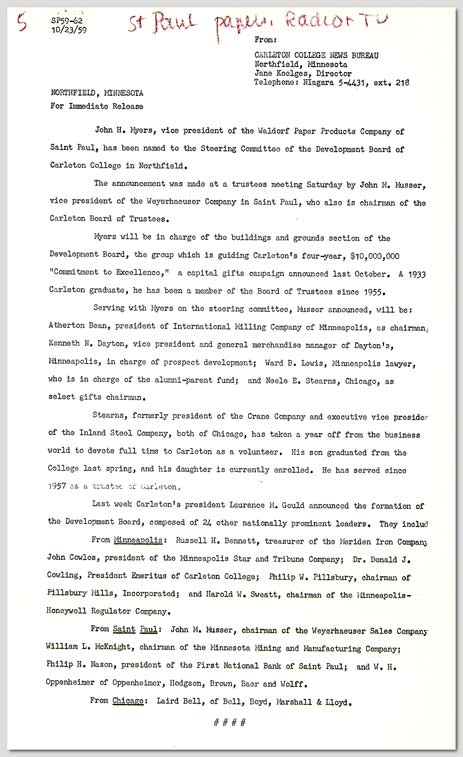 5
St Paul papers. Radio & TV
SP59-62
10/23/59
From:
CARLETON COLLEGE NEWS BUREAU
Northfield, Minnesota
Jane Koelges, Director
Telephone: Niagara 5-4431, ext. 218
NORTHFIELD, MINNESOTA
For Immediate Release
John H. Myers, vice president of the Waldorf Paper Products Company of
Saint Paul, has been named to the Steering Committee of the Development Board of
Carleton College in Northfield.
The announcement was made at a trustees meeting Saturday by John M. Musser,
vice president of the Weyerhaeuser Company in Saint Paul, who also is chairman of the
Carleton Board of Trustees.
Myers will be in charge of the buildings and grounds section of the
Development Board, the group which is guiding Carleton's four-year, $10,000,000
"Commitment to Excellence," a capital gifts campaign announced last October. A 1933
Carleton graduate, he has been a member of the Board of Trustees since 1955.
Serving with Myers on the steering committee, Musser announced, will be:
Atherton Bean, president of International Milling Company of Minneapolis, as chairman;
Kenneth N. Dayton, vice president and general merchandise manager of Dayton's,
Minneapolis, in charge of prospect development; Ward B. Lewis, Minneapolis lawyer,
who is in charge of the alumni-parent fund; and Neele E. Stearns, Chicago, as
select gifts chairman.
Stearns, formerly president of the Crane Company and executive vice presider
of the Inland Steel Company, both of Chicago, has taken a year off from the business
world to devote full time to Carleton as a volunteer. His son graduated from the
College last spring, and his daughter is currently enrolled. He has served since
1957 as a trustee of Carleton.
Last week Carleton's president Laurence M. Gould announced the formation of
the Development Board, composed of 24 other nationally prominent leaders. They includ
From Minneapolis: Russell H. Bennett, treasurer of the Meriden Iron Company
John Cowles, president of the Minneapolis Star and Tribune Company; Dr. Donald J.
Cowling, President Emeritus of Carleton College; Philip W. Pillsbury, chairman of
Pillsbury Mills, Incorporated; and Harold W. Sweatt, chairman of the Minneapolis-
Honeywell Regulator Company.
From Saint Paul: John M. Musser, chairman of the Weyerhaeuser Sales Company
William L. McKnight, chairman of the Minnesota Mining and Manufacturing Company;
Philip H. Nason, president of the First National Bank of Saint Paul; and W. H.
Oppenheimer of Oppenheimer, Hodgson, Brown, Baer and Wolff.
From Chicago: Laird Bell, of Bell, Boyd, Marshall & Lloyd.
# # # #